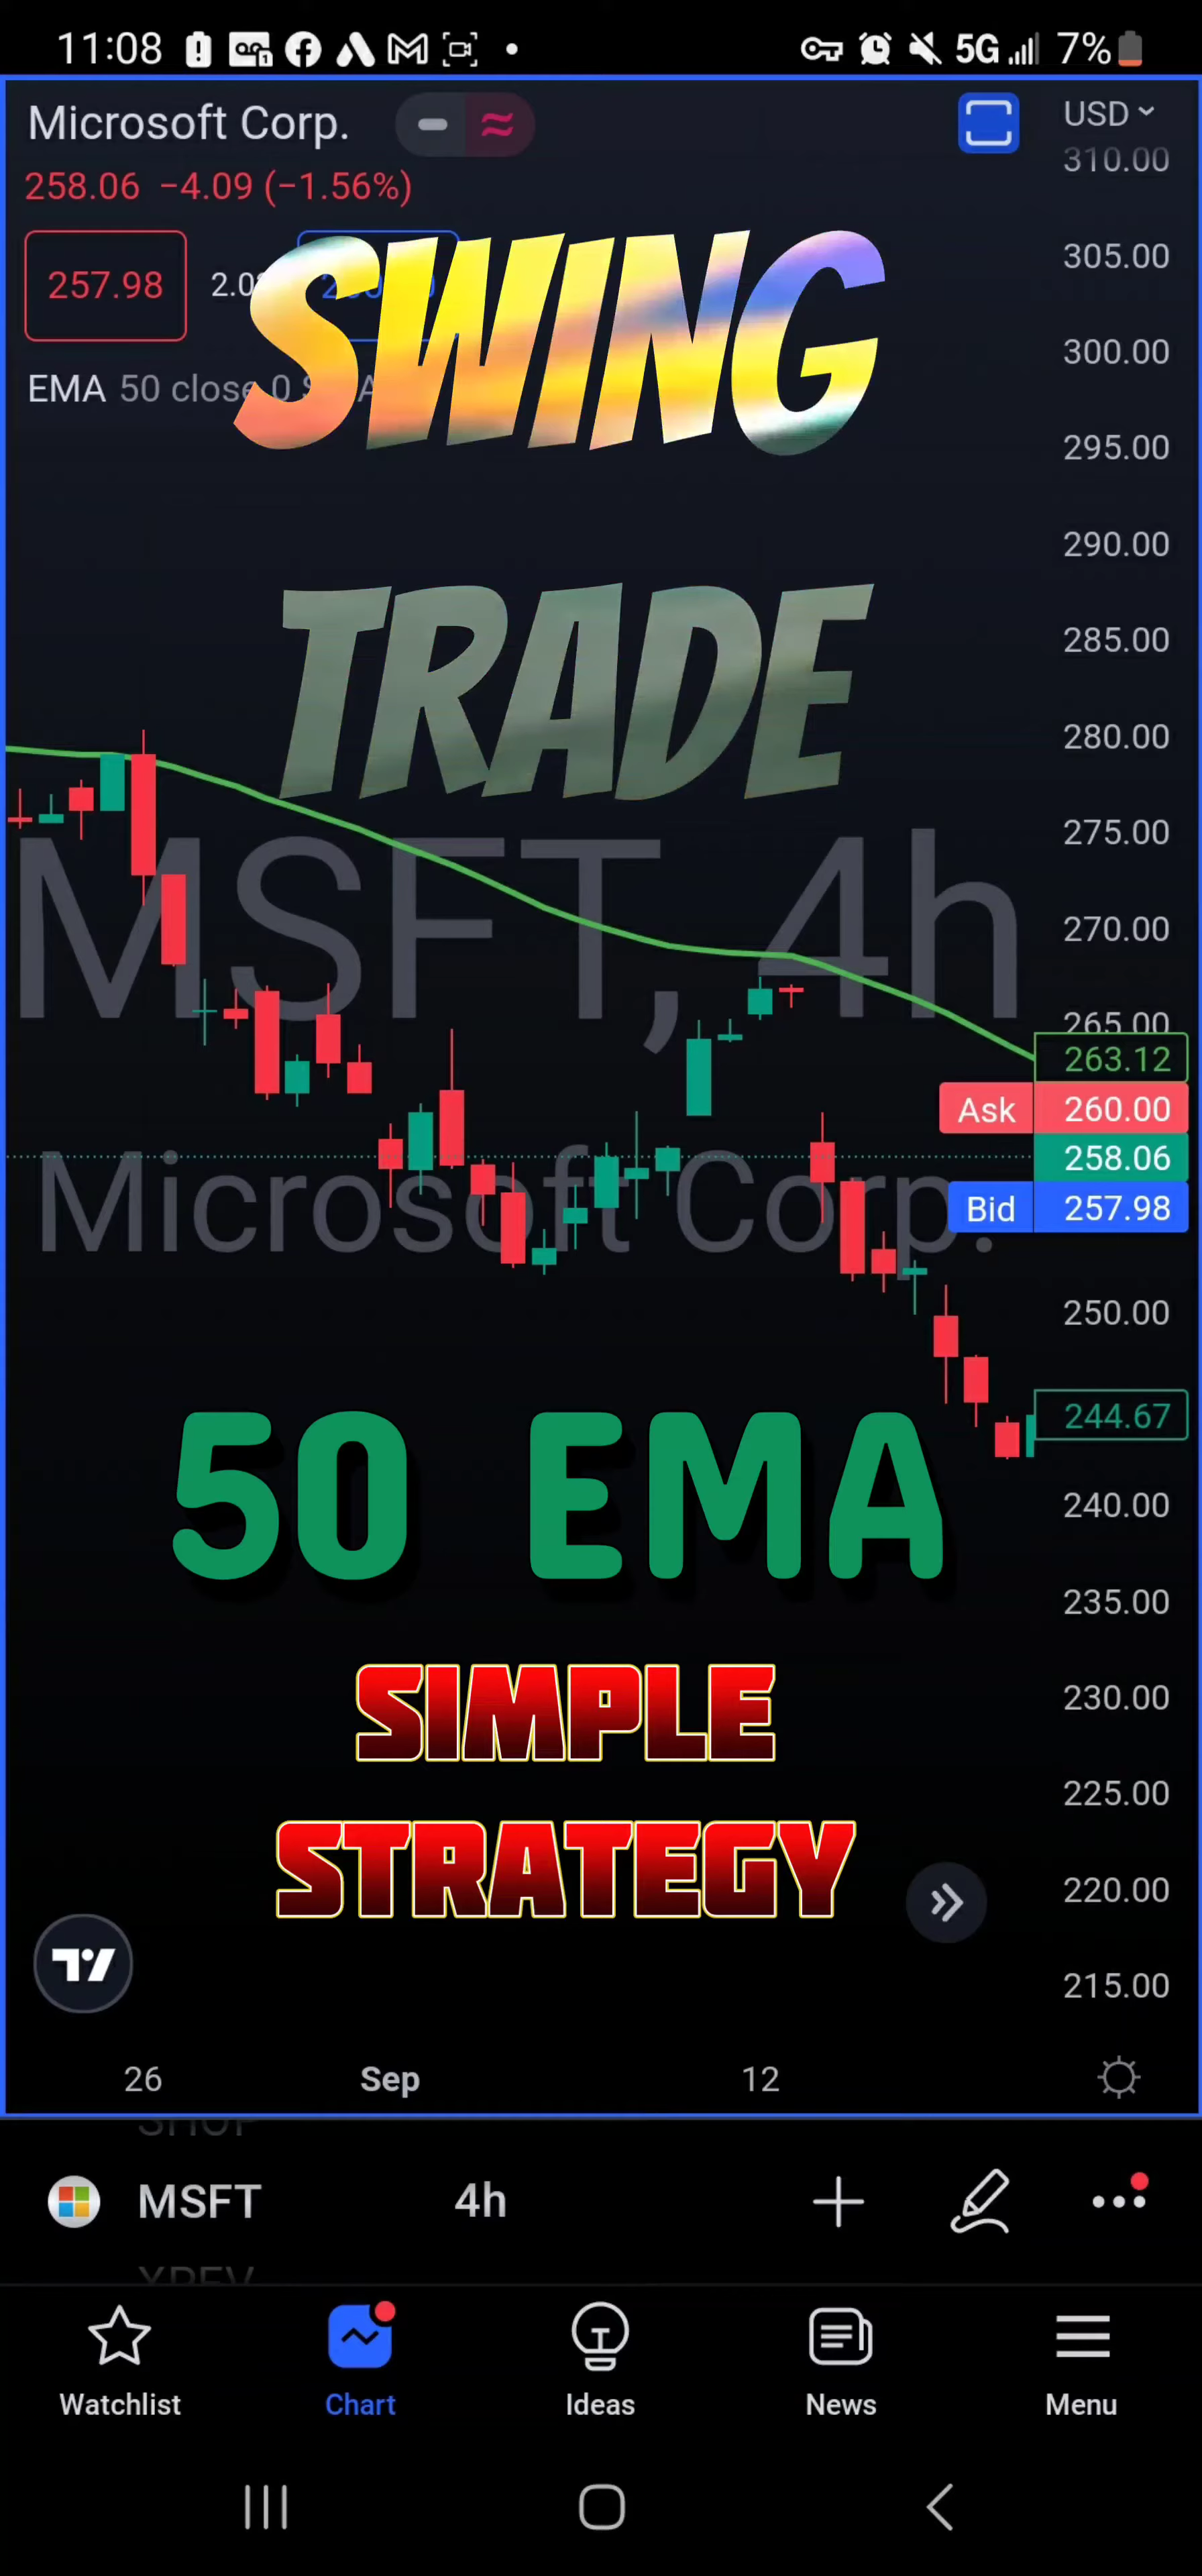 11:08 5G 7%
Microsoft Corp. USD
310.00
258.06 −4.09 (−1.56%)
305.00
257.98
SWING
300.00
EMA 50 close 0
295.00
290.00
TRADE
285.00
280.00
275.00
MSFT, 4h
270.00
265.00
263.12
Ask 260.00
258.06
Microsoft Corp.
Bid 257.98
250.00
50 EMA
244.67
240.00
235.00
SIMPLE
230.00
225.00
STRATEGY
220.00
215.00
26 Sep 12
MSFT 4h
Watchlist Chart Ideas News Menu